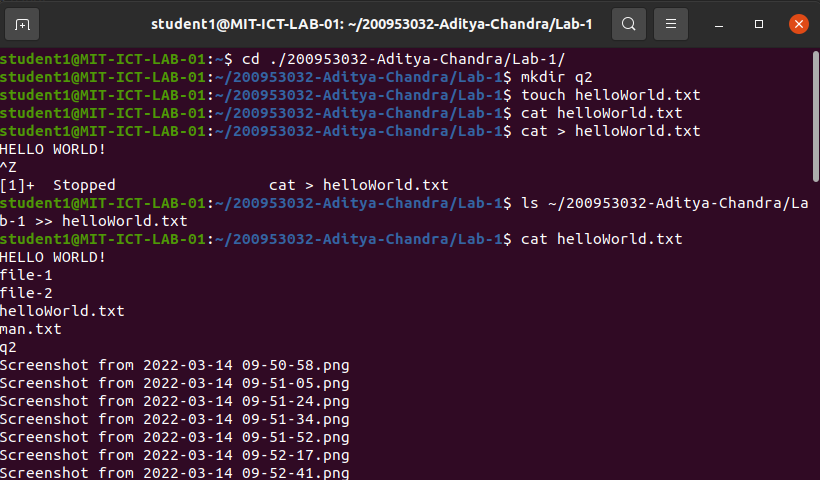 student1@MIT-ICT-LAB-01: ~/200953032-Aditya-Chandra/Lab-1
student1@MIT-ICT-LAB-01:~$ cd ./200953032-Aditya-Chandra/Lab-1/
student1@MIT-ICT-LAB-01:~/200953032-Aditya-Chandra/Lab-1$ mkdir q2
student1@MIT-ICT-LAB-01:~/200953032-Aditya-Chandra/Lab-1$ touch helloWorld.txt
student1@MIT-ICT-LAB-01:~/200953032-Aditya-Chandra/Lab-1$ cat helloWorld.txt
student1@MIT-ICT-LAB-01:~/200953032-Aditya-Chandra/Lab-1$ cat > helloWorld.txt
HELLO WORLD!
^Z
[1]+  Stopped                 cat > helloWorld.txt
student1@MIT-ICT-LAB-01:~/200953032-Aditya-Chandra/Lab-1$ ls ~/200953032-Aditya-Chandra/La
b-1 >> helloWorld.txt
student1@MIT-ICT-LAB-01:~/200953032-Aditya-Chandra/Lab-1$ cat helloWorld.txt
HELLO WORLD!
file-1
file-2
helloWorld.txt
man.txt
q2
Screenshot from 2022-03-14 09-50-58.png
Screenshot from 2022-03-14 09-51-05.png
Screenshot from 2022-03-14 09-51-24.png
Screenshot from 2022-03-14 09-51-34.png
Screenshot from 2022-03-14 09-51-52.png
Screenshot from 2022-03-14 09-52-17.png
Screenshot from 2022-03-14 09-52-41.png